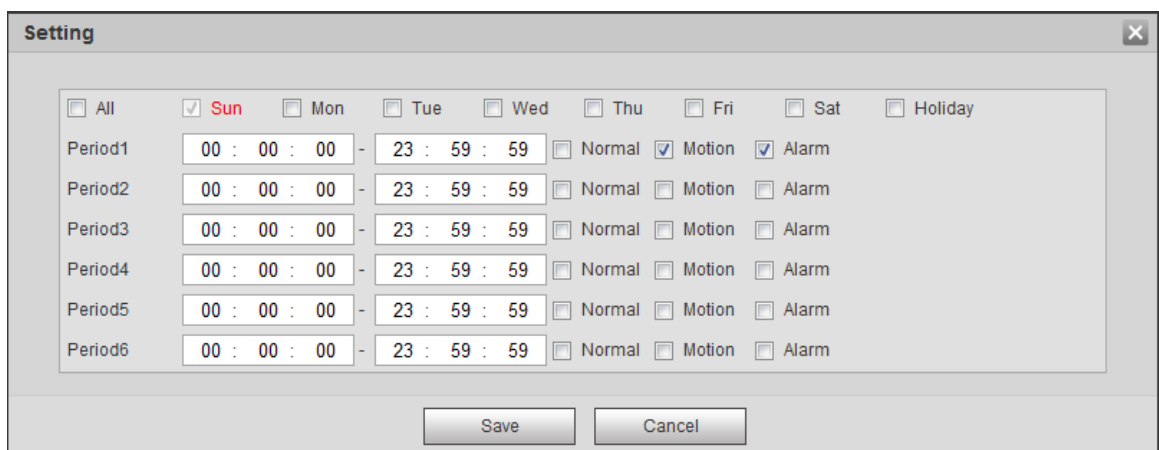 Setting
All Sun Mon Tue Wed Thu Fri Sat Holiday
Period1 00 : 00 : 00 - 23 : 59 : 59 Normal Motion Alarm
Period2 00 : 00 : 00 - 23 : 59 : 59 Normal Motion Alarm
Period3 00 : 00 : 00 - 23 : 59 : 59 Normal Motion Alarm
Period4 00 : 00 : 00 - 23 : 59 : 59 Normal Motion Alarm
Period5 00 : 00 : 00 - 23 : 59 : 59 Normal Motion Alarm
Period6 00 : 00 : 00 - 23 : 59 : 59 Normal Motion Alarm
Save Cancel